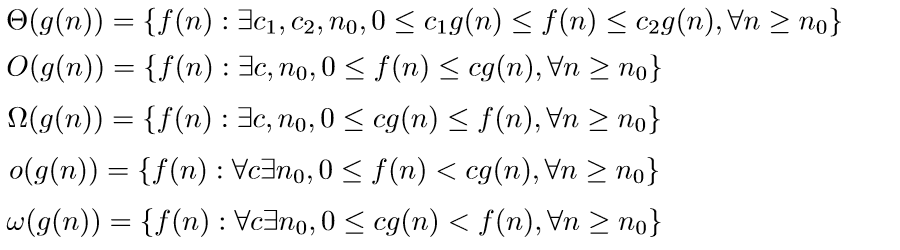 Θ(g(n)) = {f(n) : ∃c₁, c₂, n₀, 0 ≤ c₁g(n) ≤ f(n) ≤ c₂g(n), ∀n ≥ n₀}
O(g(n)) = {f(n) : ∃c, n₀, 0 ≤ f(n) ≤ cg(n), ∀n ≥ n₀}
Ω(g(n)) = {f(n) : ∃c, n₀, 0 ≤ cg(n) ≤ f(n), ∀n ≥ n₀}
o(g(n)) = {f(n) : ∀c∃n₀, 0 ≤ f(n) < cg(n), ∀n ≥ n₀}
ω(g(n)) = {f(n) : ∀c∃n₀, 0 ≤ cg(n) < f(n), ∀n ≥ n₀}